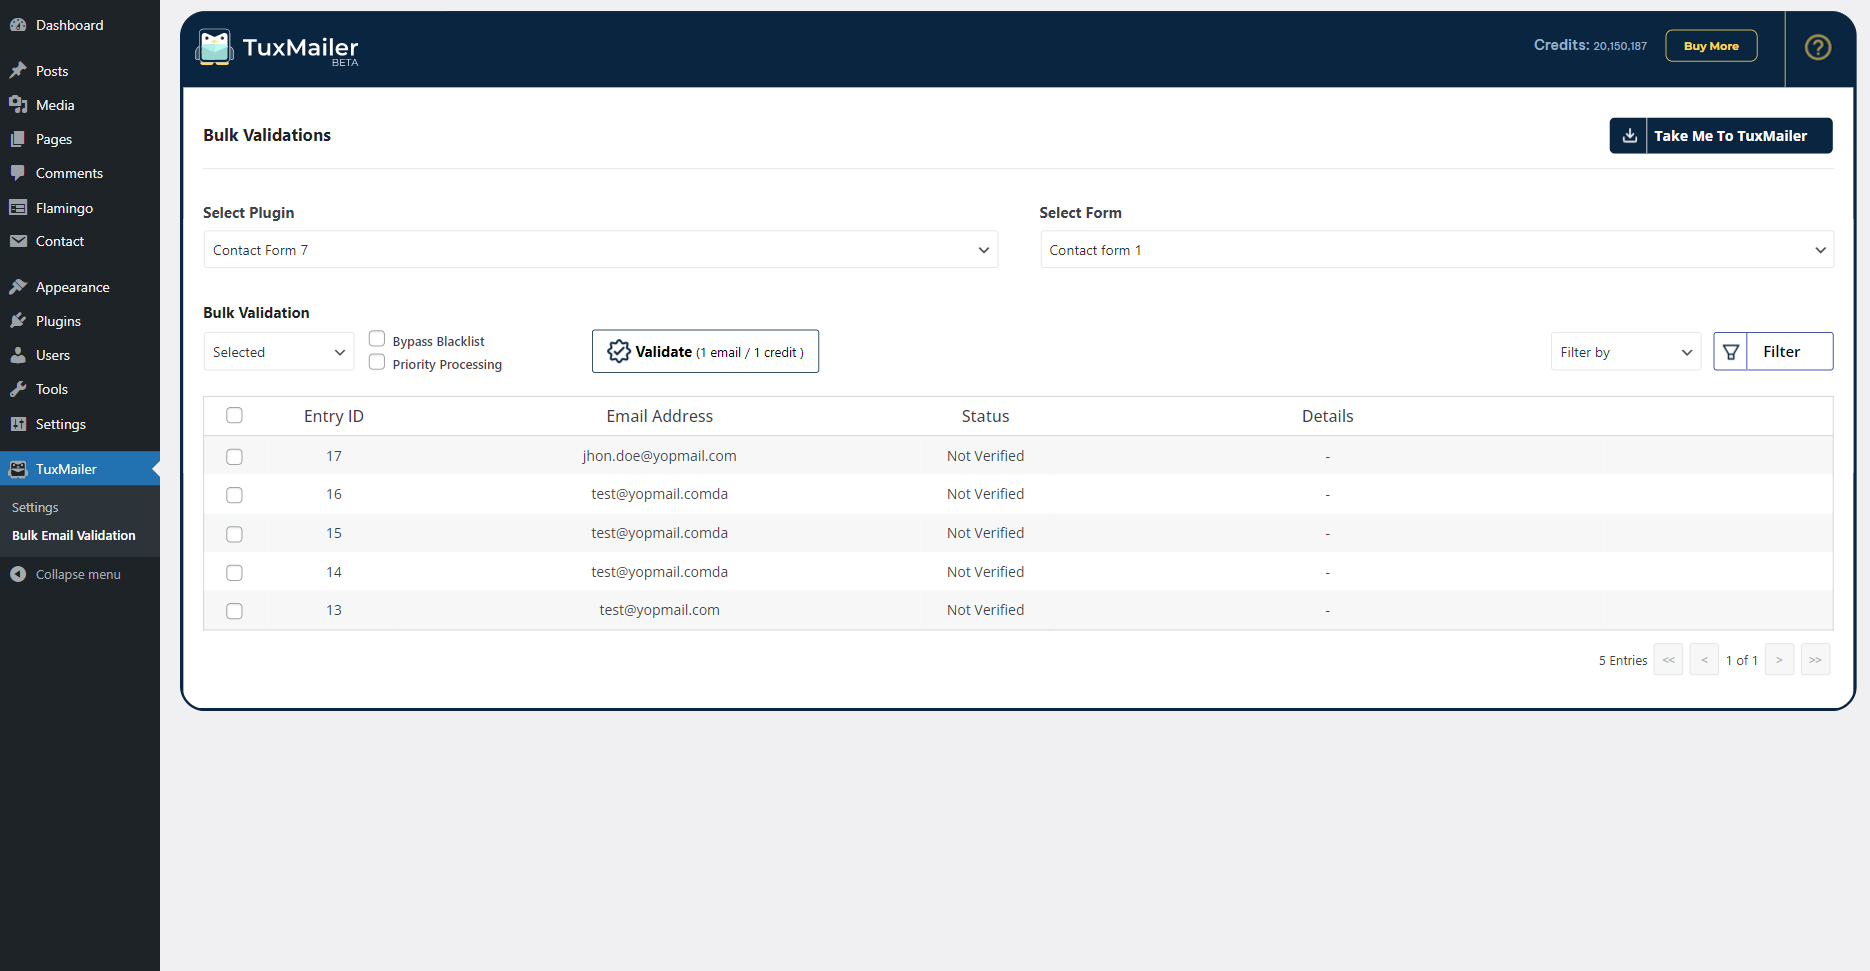 Dashboard
Posts
Media
Pages
Comments
Flamingo
Contact
Appearance
Plugins
Users
Tools
Settings
TuxMailer
Settings
Bulk Email Validation
Collapse menu
TuxMailer
BETA
Credits: 20,150,187
Buy More
?
Bulk Validations
Take Me To TuxMailer
Select Plugin
Select Form
Contact Form 7
Contact form 1
Bulk Validation
Selected
Bypass Blacklist
Priority Processing
Validate (1 email / 1 credit )
Filter by
Filter
Entry ID Email Address Status Details
17 jhon.doe@yopmail.com Not Verified -
16 test@yopmail.comda Not Verified -
15 test@yopmail.comda Not Verified -
14 test@yopmail.comda Not Verified -
13 test@yopmail.com Not Verified -
5 Entries << < 1 of 1 > >>